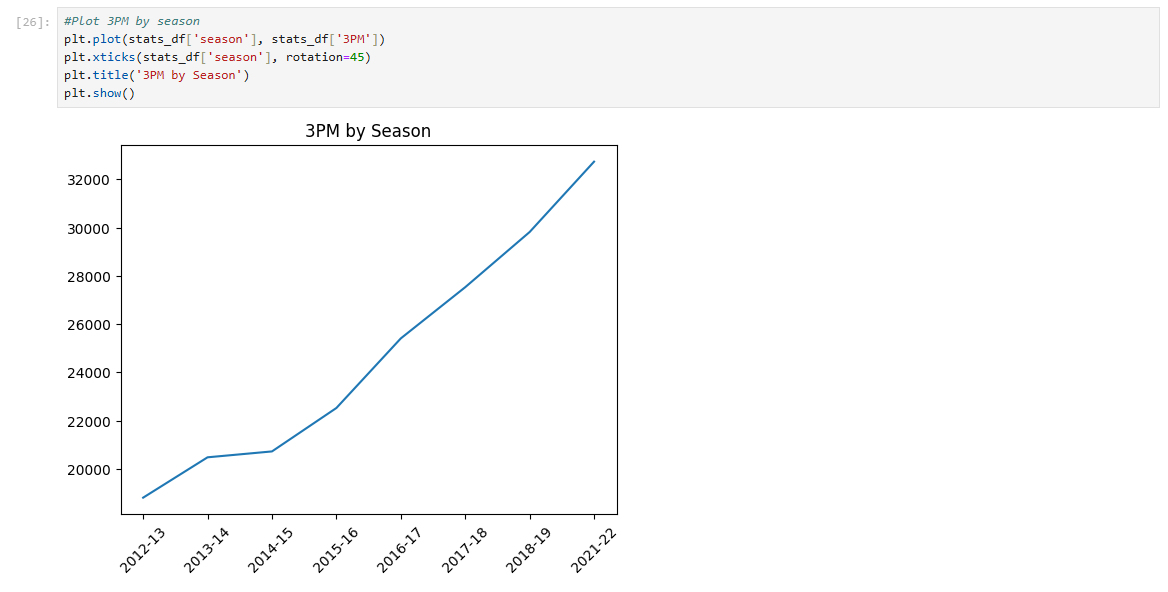 [26]:
#Plot 3PM by season
plt.plot(stats_df['season'], stats_df['3PM'])
plt.xticks(stats_df['season'], rotation=45)
plt.title('3PM by Season')
plt.show()
3PM by Season
32000
30000
28000
26000
24000
22000
20000
2012-13
2013-14
2014-15
2015-16
2016-17
2017-18
2018-19
2021-22